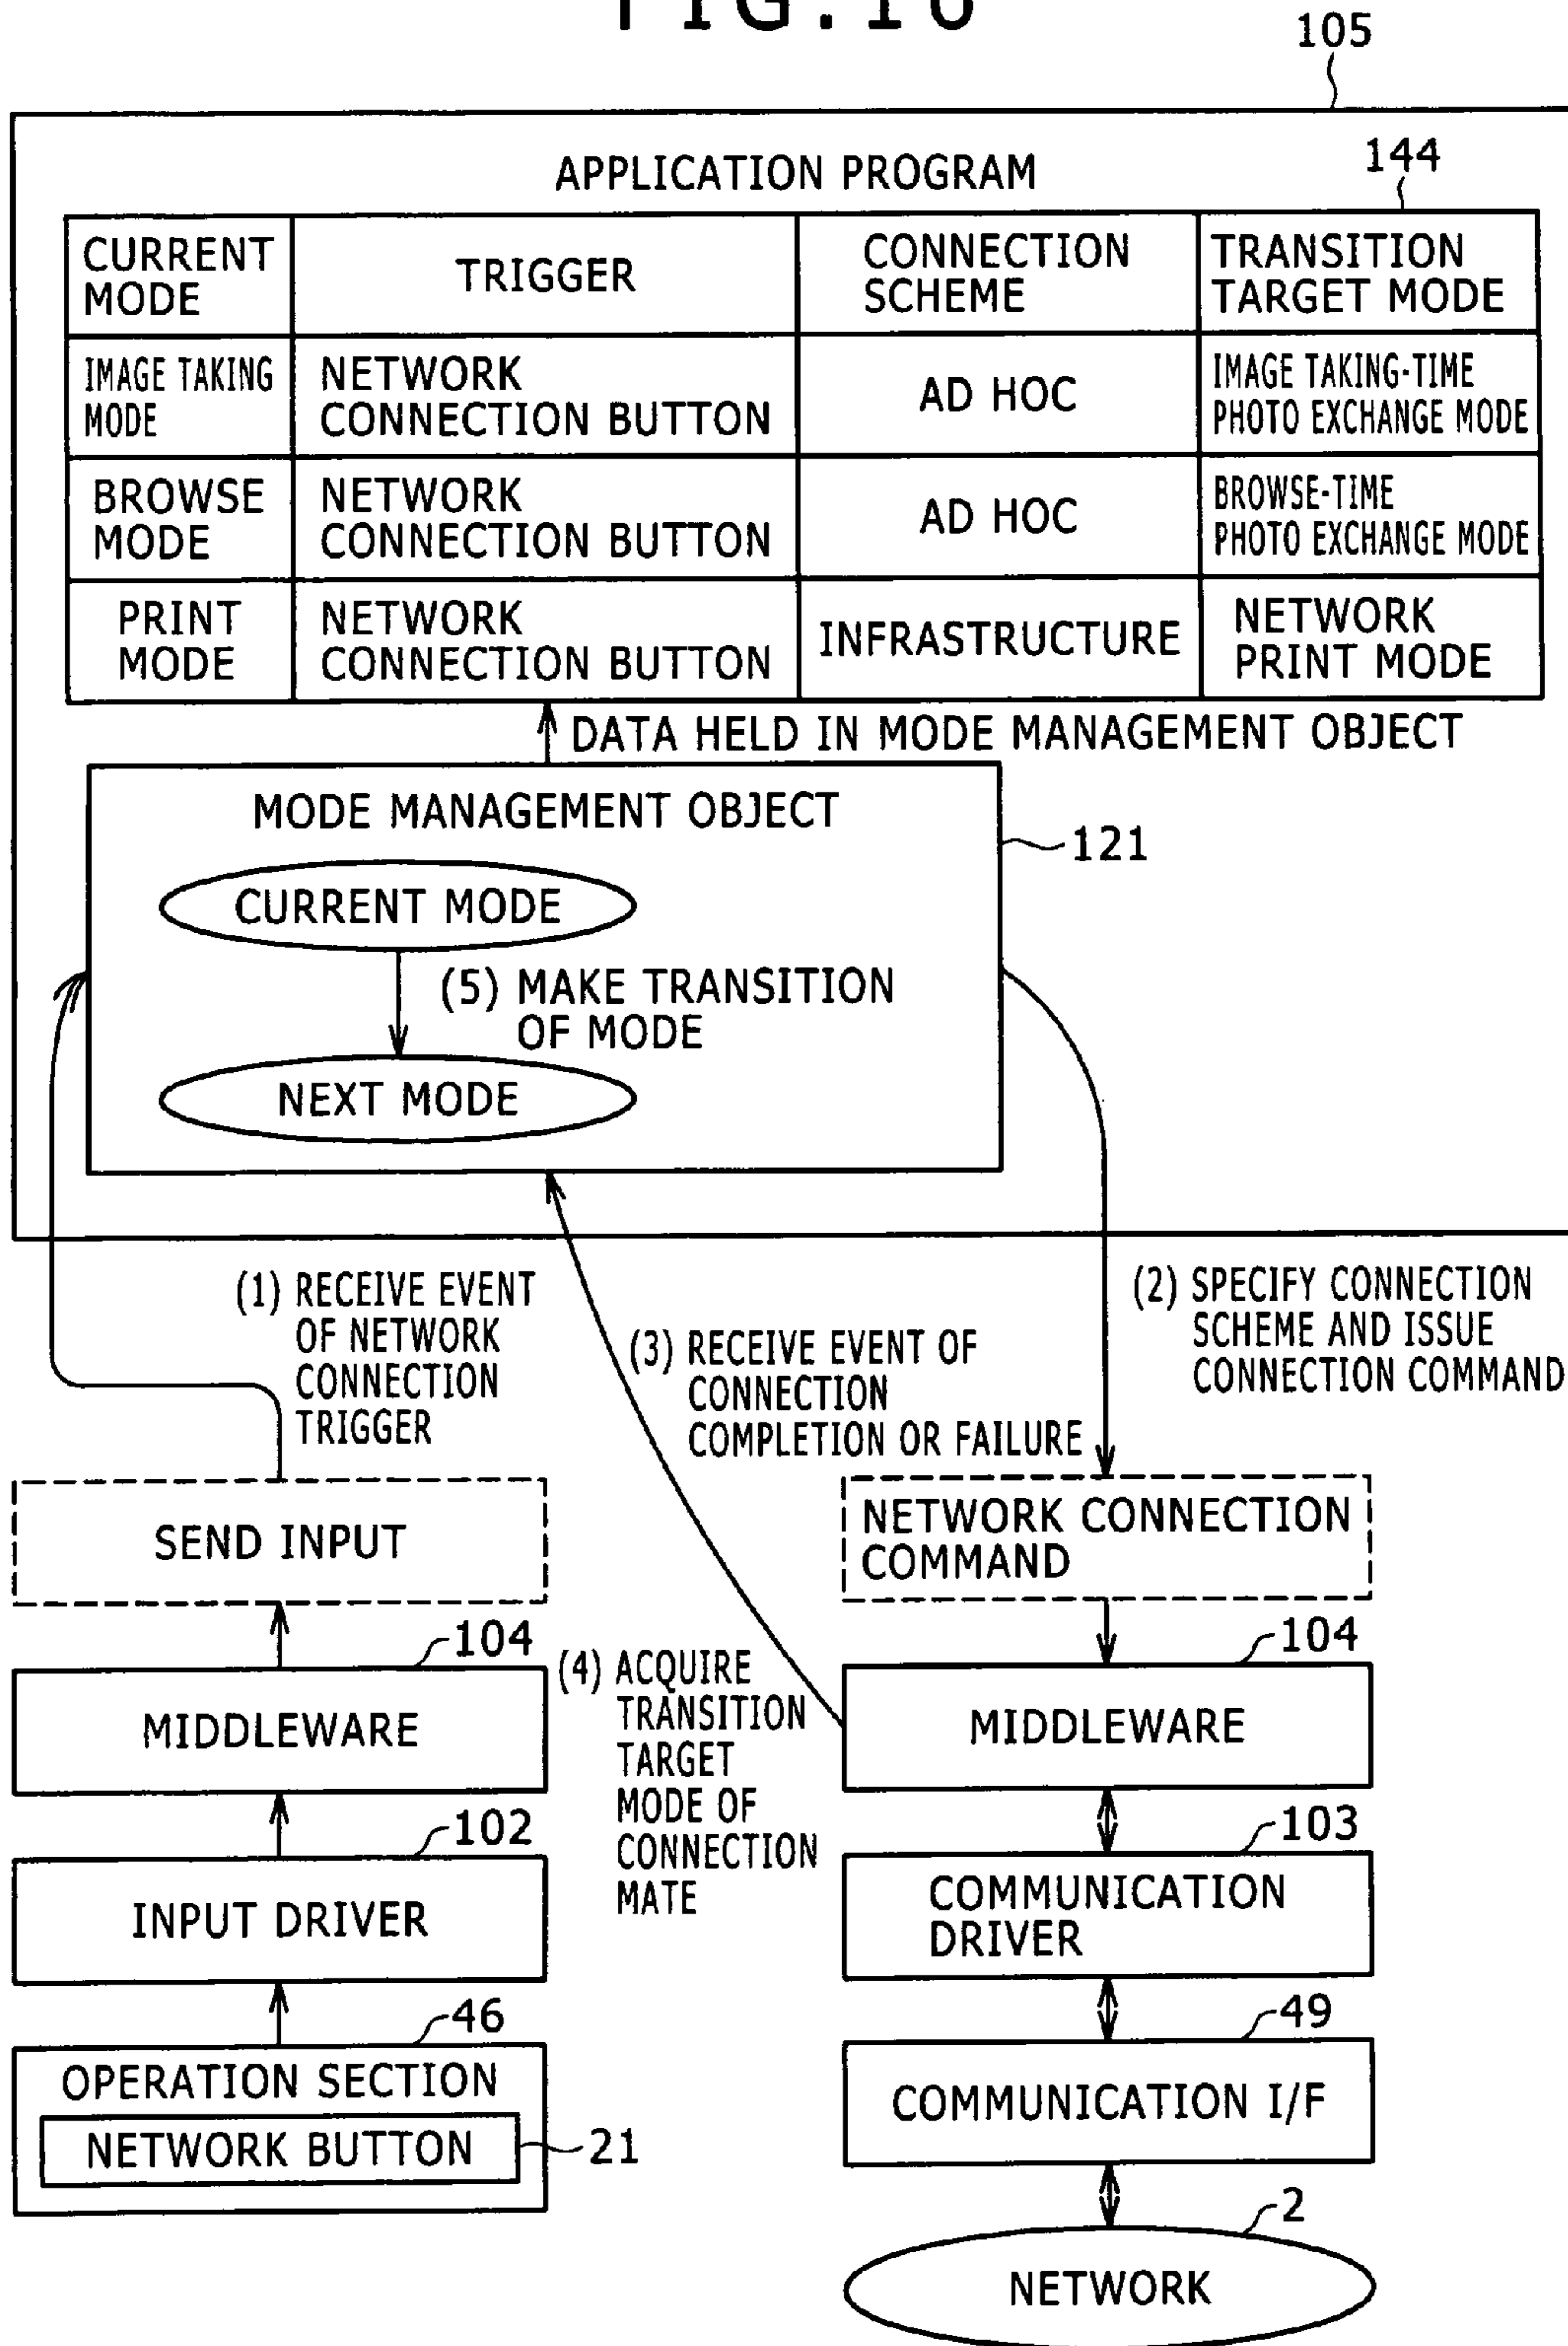 FIG.16
105
APPLICATION PROGRAM
144
CURRENT
MODE
TRIGGER
CONNECTION
SCHEME
TRANSITION
TARGET MODE
IMAGE TAKING
MODE
NETWORK
CONNECTION BUTTON
AD HOC
IMAGE TAKING-TIME
PHOTO EXCHANGE MODE
BROWSE
MODE
NETWORK
CONNECTION BUTTON
AD HOC
BROWSE-TIME
PHOTO EXCHANGE MODE
PRINT
MODE
NETWORK
CONNECTION BUTTON
INFRASTRUCTURE
NETWORK
PRINT MODE
DATA HELD IN MODE MANAGEMENT OBJECT
MODE MANAGEMENT OBJECT
121
CURRENT MODE
(5) MAKE TRANSITION
OF MODE
NEXT MODE
(1) RECEIVE EVENT
OF NETWORK
CONNECTION
TRIGGER
(2) SPECIFY CONNECTION
SCHEME AND ISSUE
CONNECTION COMMAND
(3) RECEIVE EVENT OF
CONNECTION
COMPLETION OR FAILURE
SEND INPUT
NETWORK CONNECTION
COMMAND
104
MIDDLEWARE
(4) ACQUIRE
TRANSITION
TARGET
MODE OF
CONNECTION
MATE
104
MIDDLEWARE
102
INPUT DRIVER
103
COMMUNICATION
DRIVER
46
OPERATION SECTION
NETWORK BUTTON
21
49
COMMUNICATION I/F
2
NETWORK